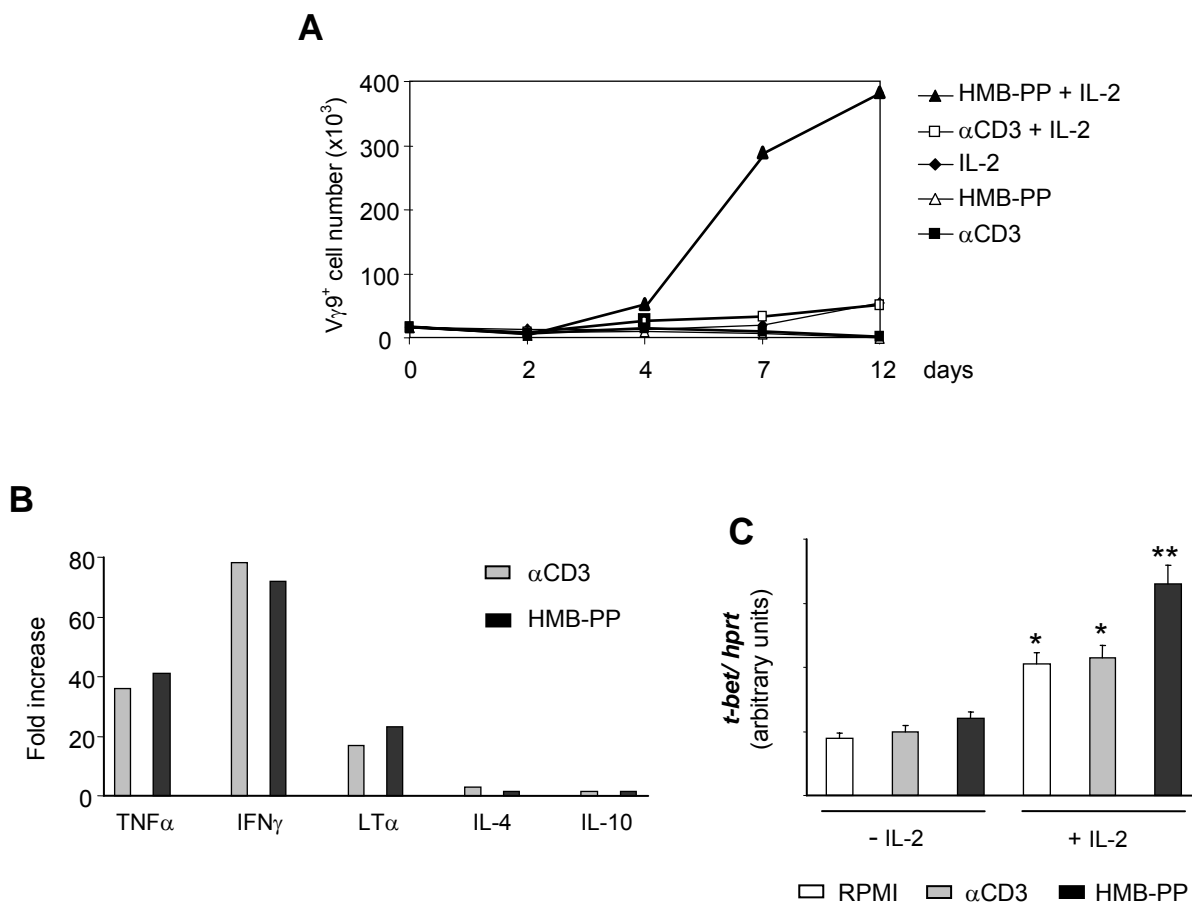 A
Vγ9⁺ cell number (x10³)
400
300
200
100
0
0 2 4 7 12 days
HMB-PP + IL-2
αCD3 + IL-2
IL-2
HMB-PP
αCD3
B
Fold increase
80
60
40
20
0
TNFα IFNγ LTα IL-4 IL-10
αCD3
HMB-PP
C
t-bet/ hprt
(arbitrary units)
* * **
- IL-2 + IL-2
RPMI αCD3 HMB-PP